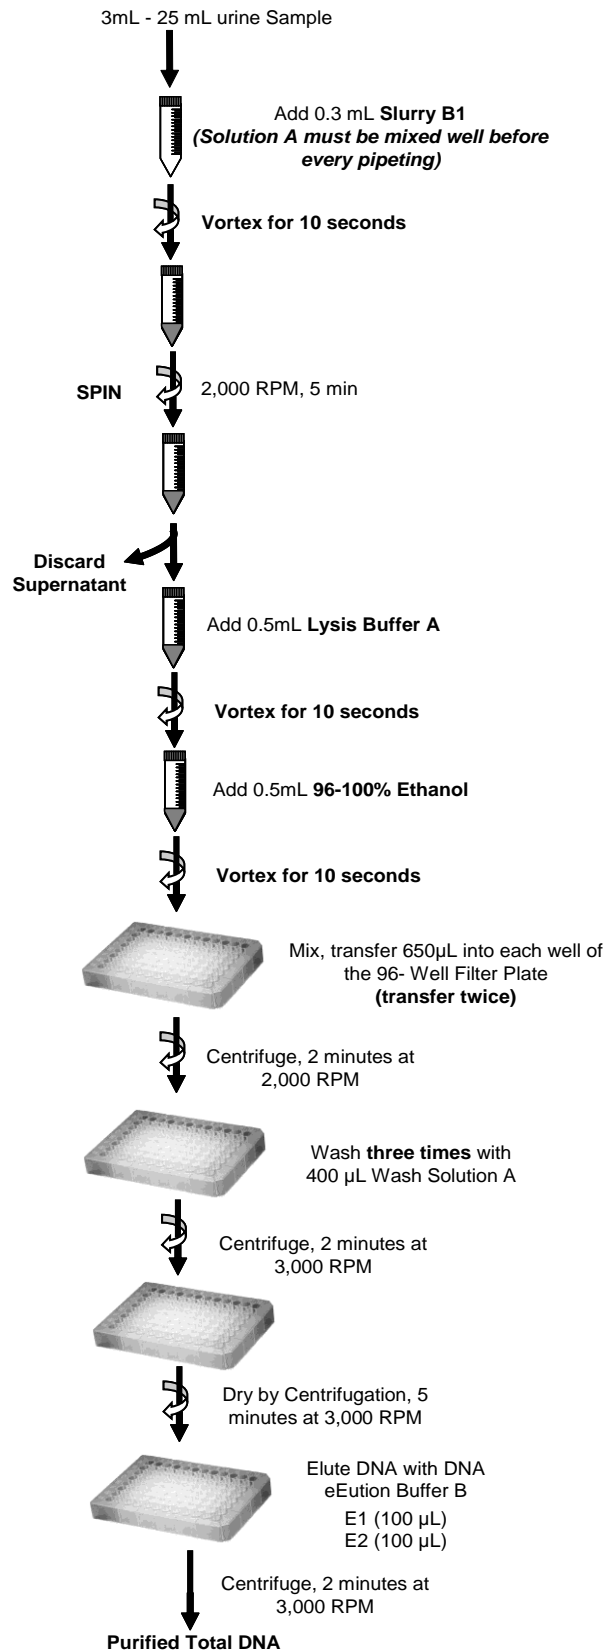 3mL - 25 mL urine Sample
Add 0.3 mL Slurry B1
(Solution A must be mixed well before
every pipeting)
Vortex for 10 seconds
SPIN
2,000 RPM, 5 min
Discard
Supernatant
Add 0.5mL Lysis Buffer A
Vortex for 10 seconds
Add 0.5mL 96-100% Ethanol
Vortex for 10 seconds
Mix, transfer 650µL into each well of
the 96- Well Filter Plate
(transfer twice)
Centrifuge, 2 minutes at
2,000 RPM
Wash three times with
400 µL Wash Solution A
Centrifuge, 2 minutes at
3,000 RPM
Dry by Centrifugation, 5
minutes at 3,000 RPM
Elute DNA with DNA
eEution Buffer B
E1 (100 µL)
E2 (100 µL)
Centrifuge, 2 minutes at
3,000 RPM
Purified Total DNA